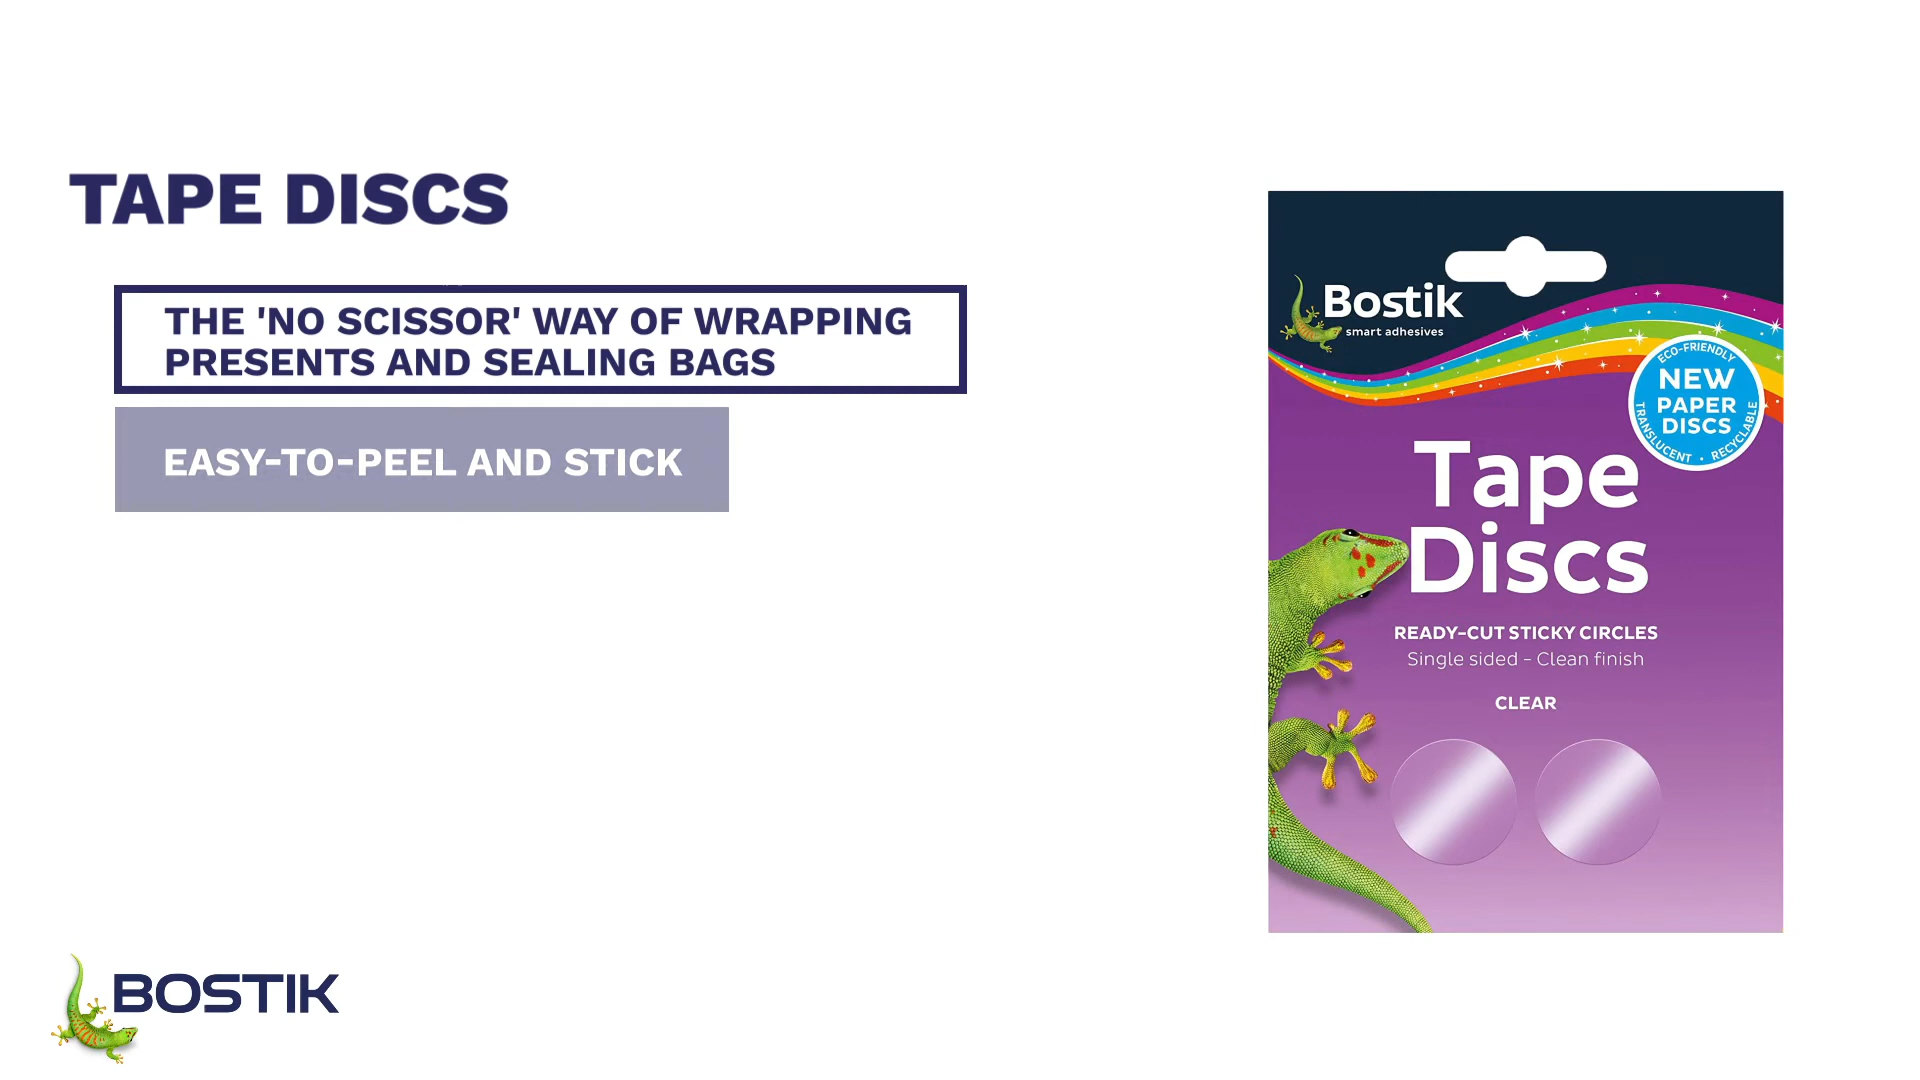 TAPE DISCS
THE 'NO SCISSOR' WAY OF WRAPPING
PRESENTS AND SEALING BAGS
EASY-TO-PEEL AND STICK
BOSTIK
Bostik
smart adhesives
ECO-FRIENDLY
NEW
PAPER
DISCS
TRANSLUCENT • RECYCLABLE
Tape
Discs
READY-CUT STICKY CIRCLES
Single sided - Clean finish
CLEAR